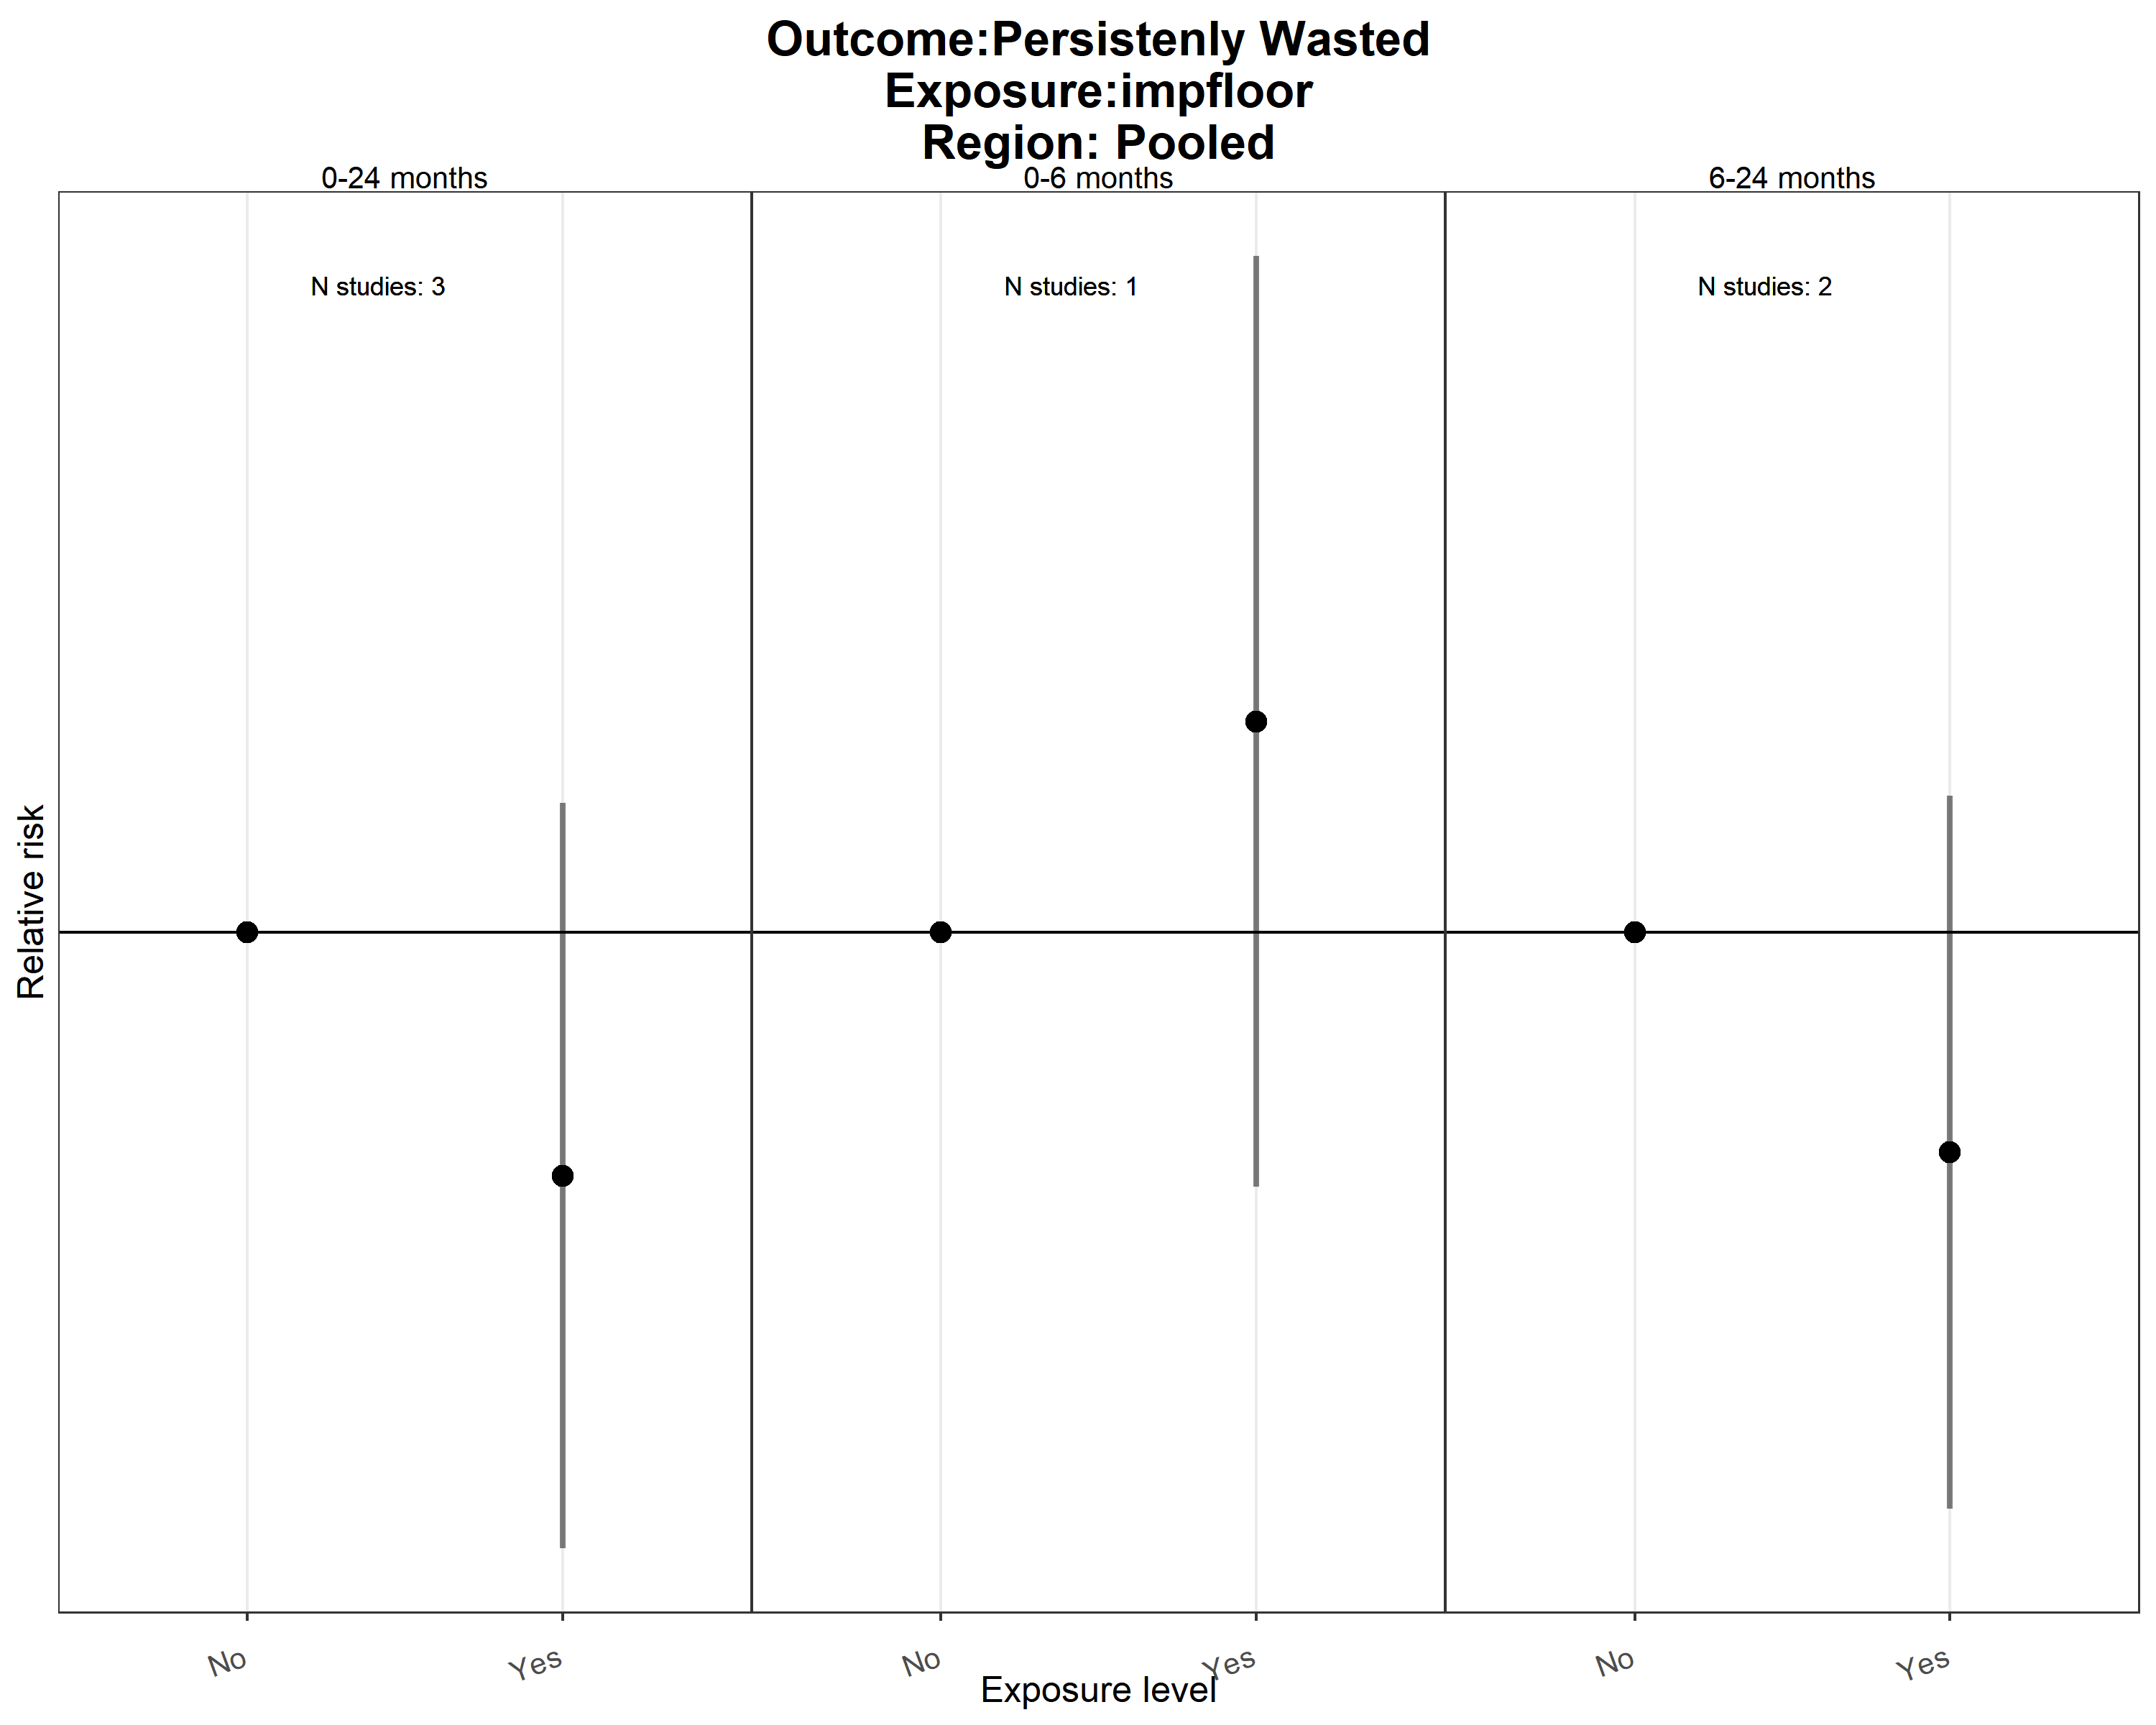 Outcome:Persistenly Wasted
Exposure:impfloor
Region: Pooled
0-24 months
0-6 months
6-24 months
N studies: 3
N studies: 1
N studies: 2
Relative risk
No
Yes
No
Yes
No
Yes
Exposure level